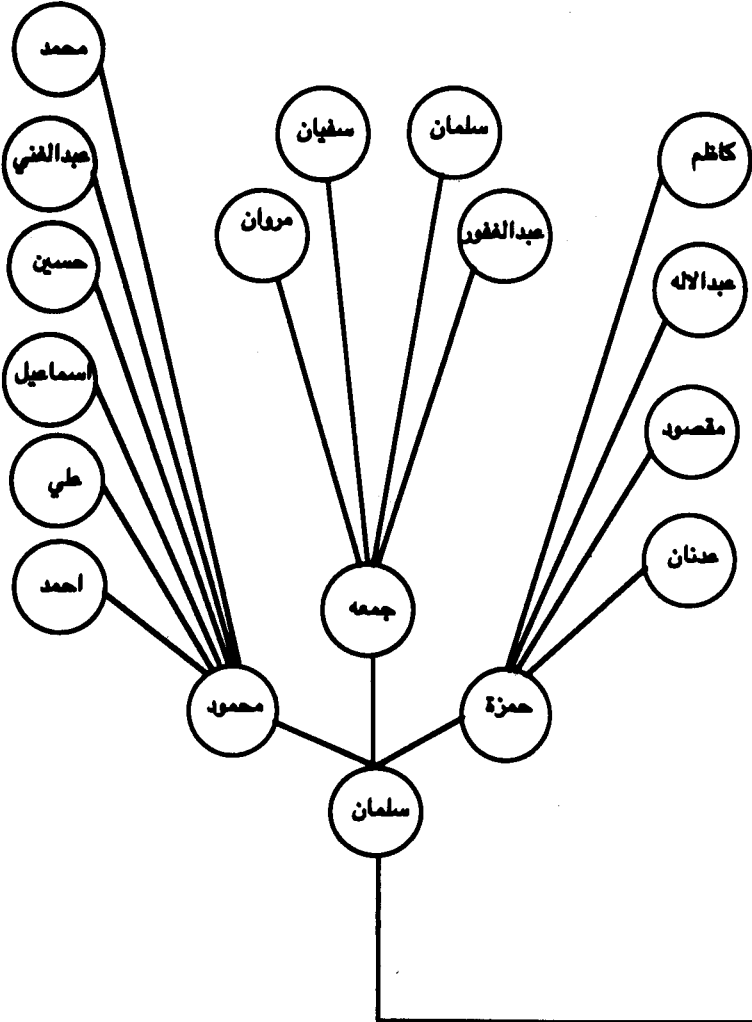 محمد
سفيان
سلمان
كاظم
عبدالغني
مروان
عبدالغفور
حسين
عبدالاله
اسماعيل
مقصود
علي
عدنان
احمد
جمعه
محمود
حمزة
سلمان